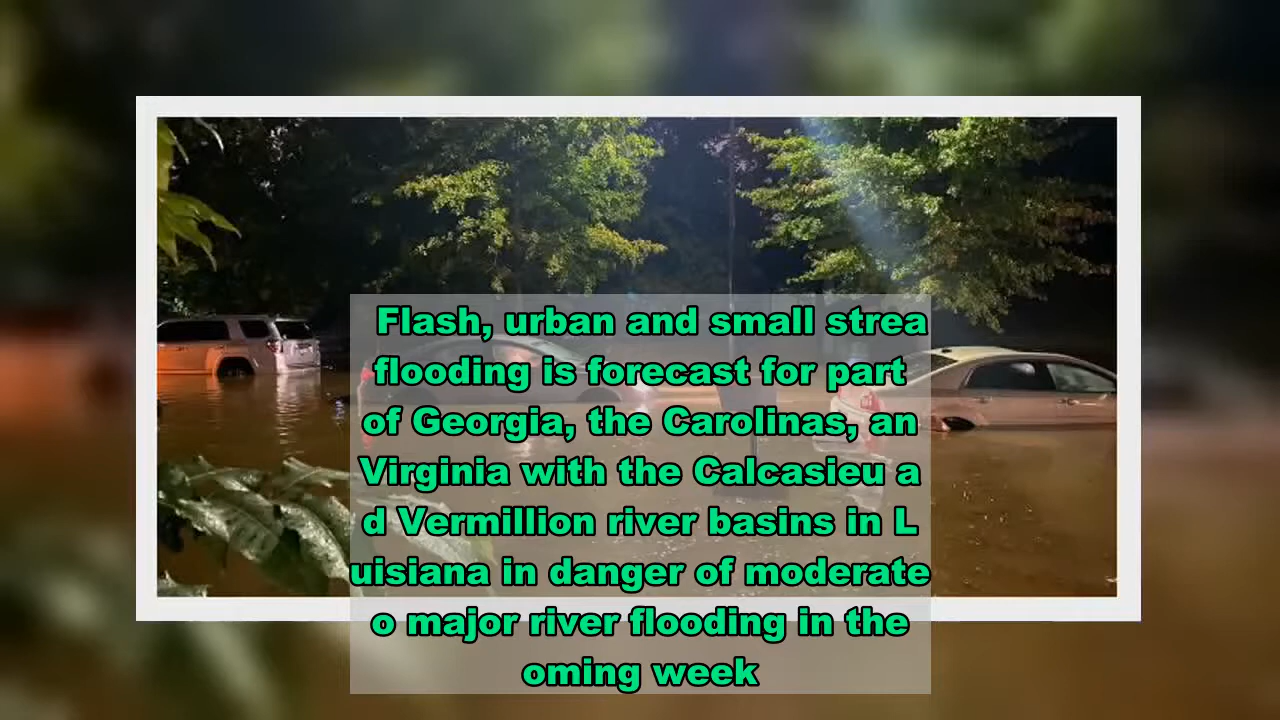 Flash, urban and small strea
flooding is forecast for part
of Georgia, the Carolinas, an
Virginia with the Calcasieu a
d Vermillion river basins in L
uisiana in danger of moderate
o major river flooding in the
oming week